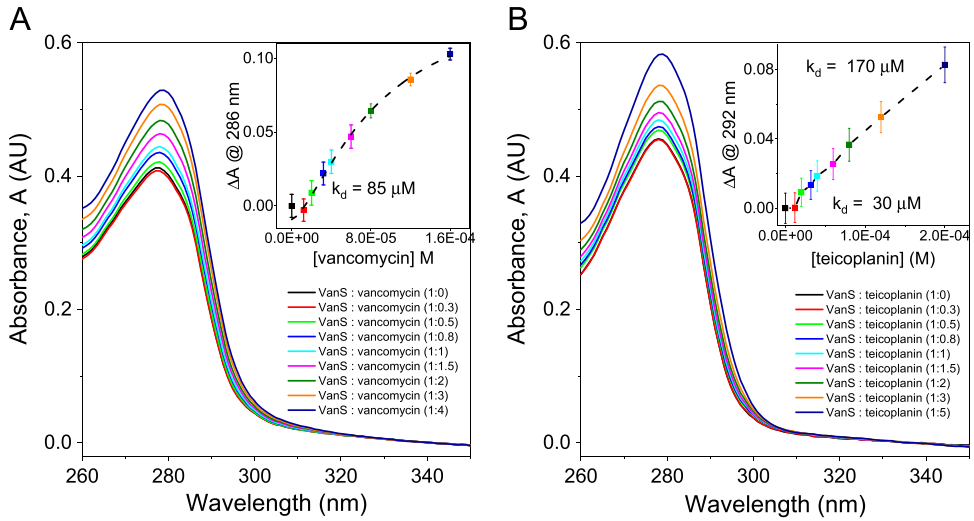 A
Absorbance, A (AU)
0.6
0.4
0.2
0.0
260
280
300
320
340
Wavelength (nm)
ΔA @ 286 nm
0.10
0.05
0.00
k_d = 85 μM
0.0E+00
8.0E-05
1.6E-04
[vancomycin] M
VanS : vancomycin (1:0)
VanS : vancomycin (1:0.3)
VanS : vancomycin (1:0.5)
VanS : vancomycin (1:0.8)
VanS : vancomycin (1:1)
VanS : vancomycin (1:1.5)
VanS : vancomycin (1:2)
VanS : vancomycin (1:3)
VanS : vancomycin (1:4)
B
Absorbance, A (AU)
0.6
0.4
0.2
0.0
260
280
300
320
340
Wavelength (nm)
ΔA @ 292 nm
0.08
0.04
0.00
k_d = 170 μM
k_d = 30 μM
0.0E+00
1.0E-04
2.0E-04
[teicoplanin] (M)
VanS : teicoplanin (1:0)
VanS : teicoplanin (1:0.3)
VanS : teicoplanin (1:0.5)
VanS : teicoplanin (1:0.8)
VanS : teicoplanin (1:1)
VanS : teicoplanin (1:1.5)
VanS : teicoplanin (1:2)
VanS : teicoplanin (1:3)
VanS : teicoplanin (1:5)